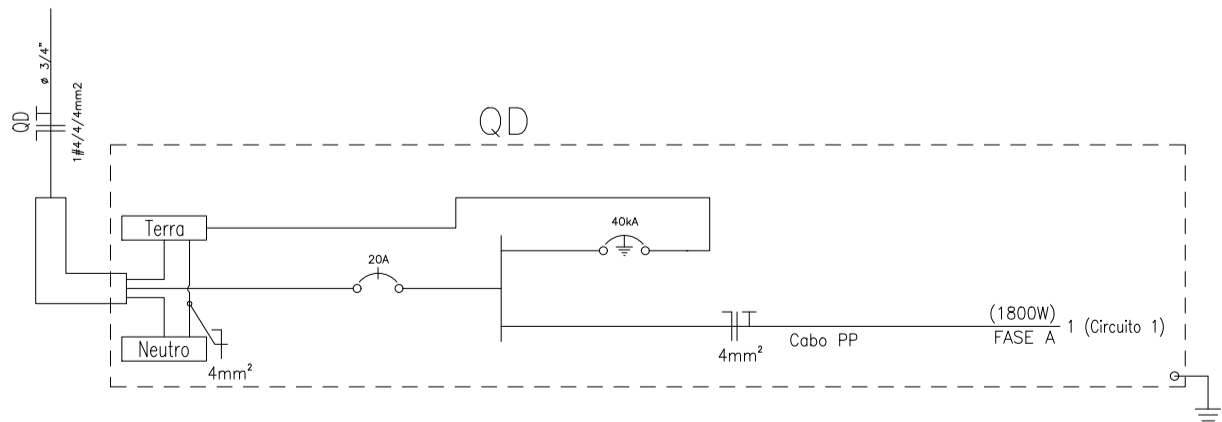 ø 3/4"
QD
1#4/4/4mm2
QD
Terra
40kA
20A
(1800W)
FASE A
1 (Circuito 1)
Cabo PP
4mm²
Neutro
4mm²